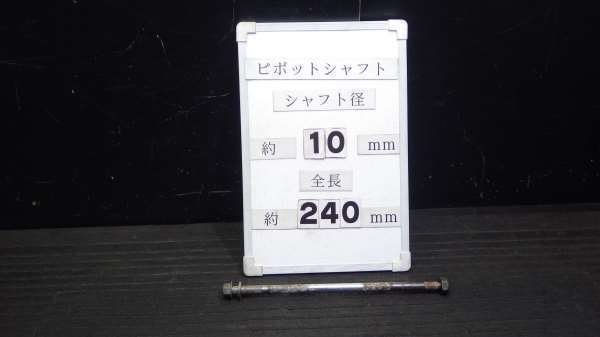 ピボットシャフト
シャフト径
約 10 mm
全長
約 240 mm